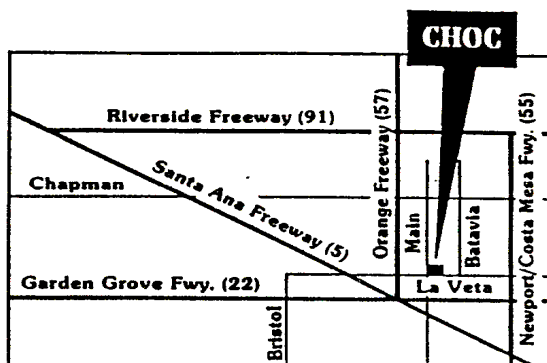 CHOC
Riverside Freeway (91)
Orange Freeway (57)
Newport/Costa Mesa Fwy. (55)
Santa Ana Freeway (5)
Chapman
Main
Batavia
Garden Grove Fwy. (22)
La Veta
Bristol